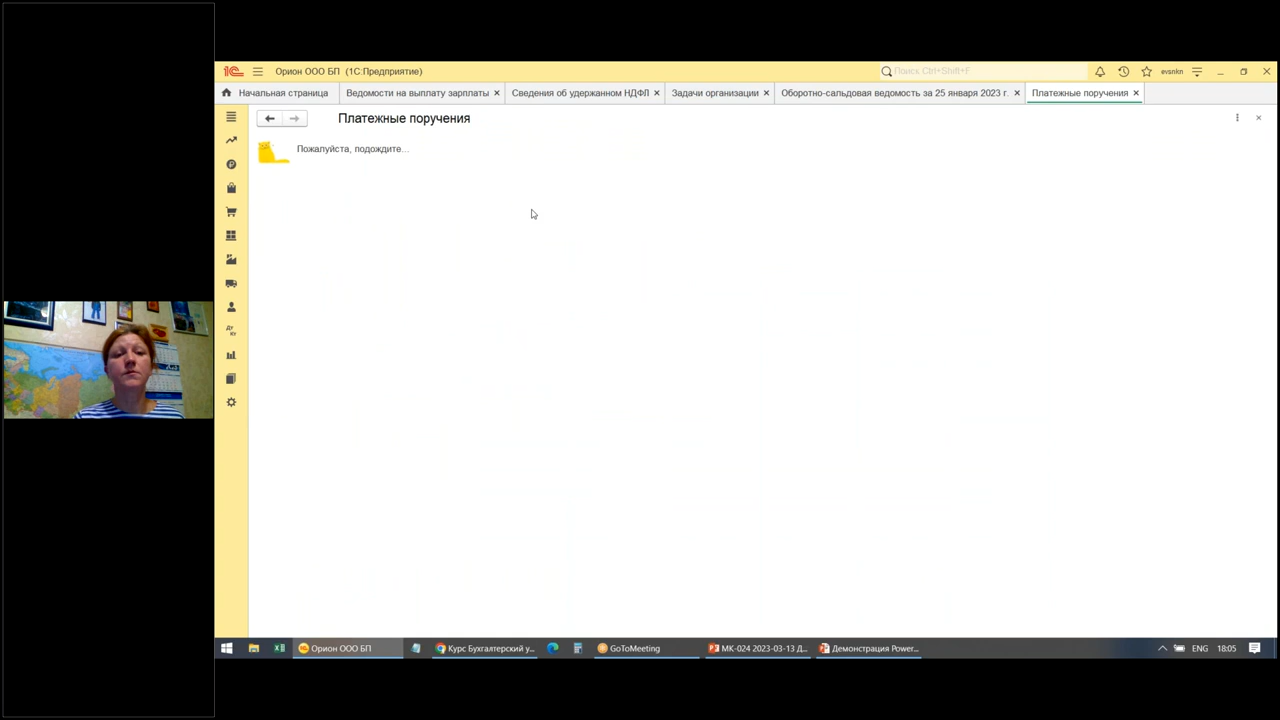 Орион ООО БП (1С:Предприятие)
Поиск Ctrl+Shift+F
evsnkn
Начальная страница
Ведомости на выплату зарплаты
Сведения об удержанном НДФЛ
Задачи организации
Оборотно-сальдовая ведомость за 25 января 2023 г.
Платежные поручения
Платежные поручения
Пожалуйста, подождите...
Орион ООО БП
Курс Бухгалтерский у...
GoToMeeting
МК-024 2023-03-13 Д...
Демонстрация Power...
ENG
18:05